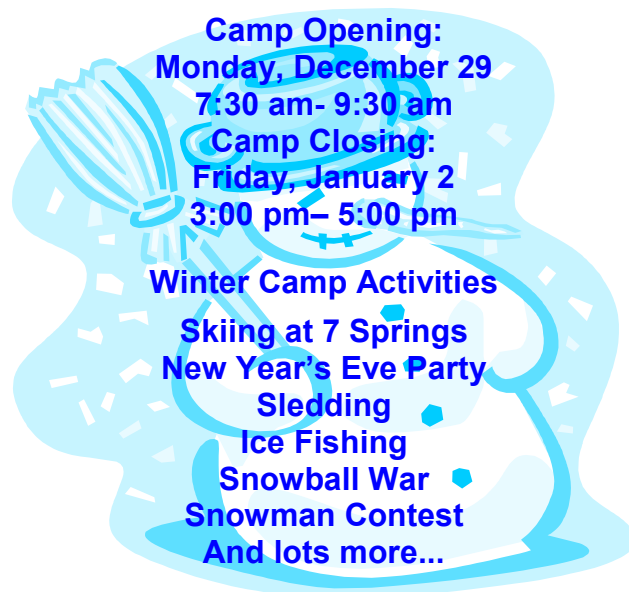 Camp Opening:
Monday, December 29
7:30 am- 9:30 am
Camp Closing:
Friday, January 2
3:00 pm– 5:00 pm
Winter Camp Activities
Skiing at 7 Springs
New Year’s Eve Party
Sledding
Ice Fishing
Snowball War
Snowman Contest
And lots more...